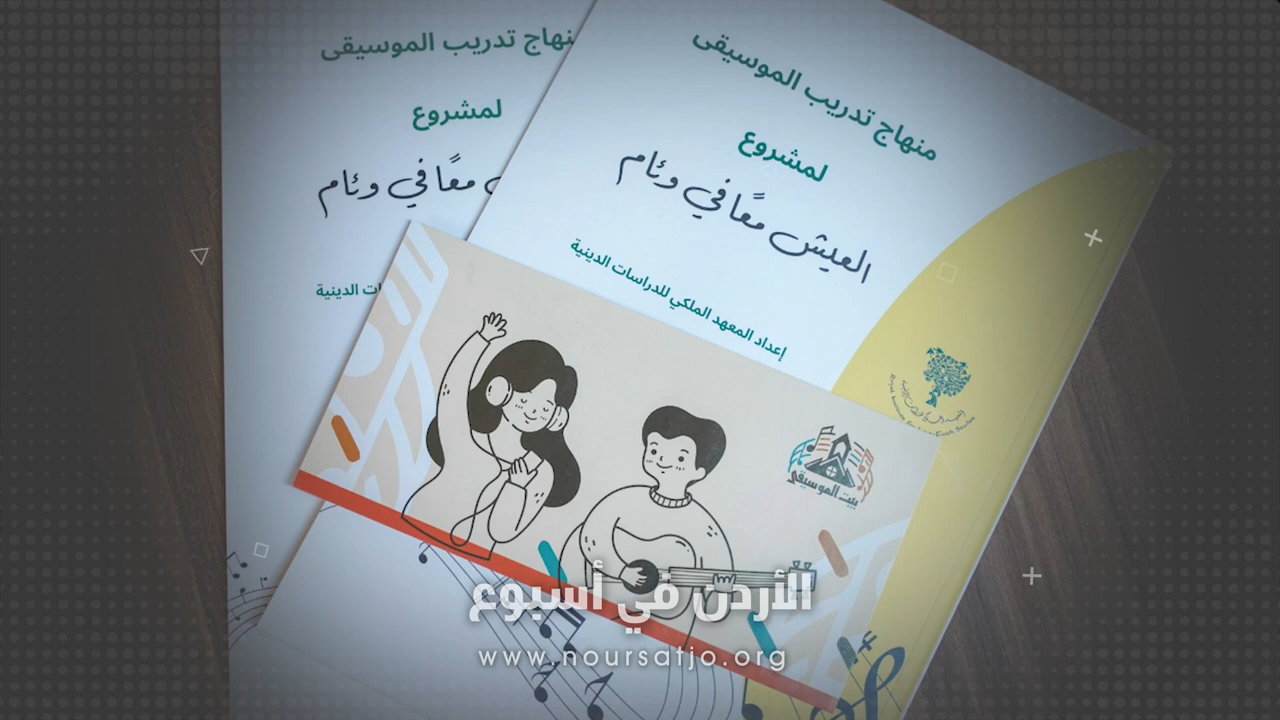 منهاج تدريب الموسيقى
لمشروع
العيش معًا في وئام
إعداد المعهد الملكي للدراسات الدينية
منهاج تدريب الموسيقى
لمشروع
معًا في وئام
الدينية
بيت الموسيقى
الأردن في أسبوع
www.noursatjo.org